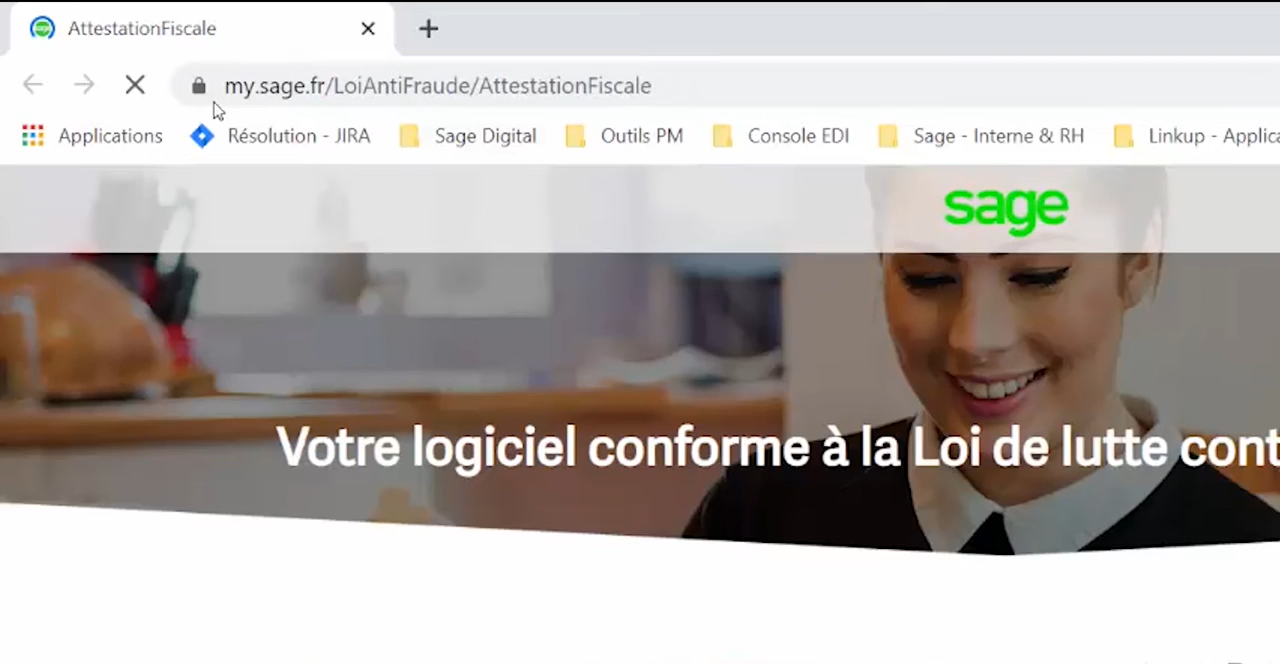 AttestationFiscale
my.sage.fr/LoiAntiFraude/AttestationFiscale
Applications Résolution - JIRA Sage Digital Outils PM Console EDI Sage - Interne & RH Linkup - Applica
sage
Votre logiciel conforme à la Loi de lutte cont